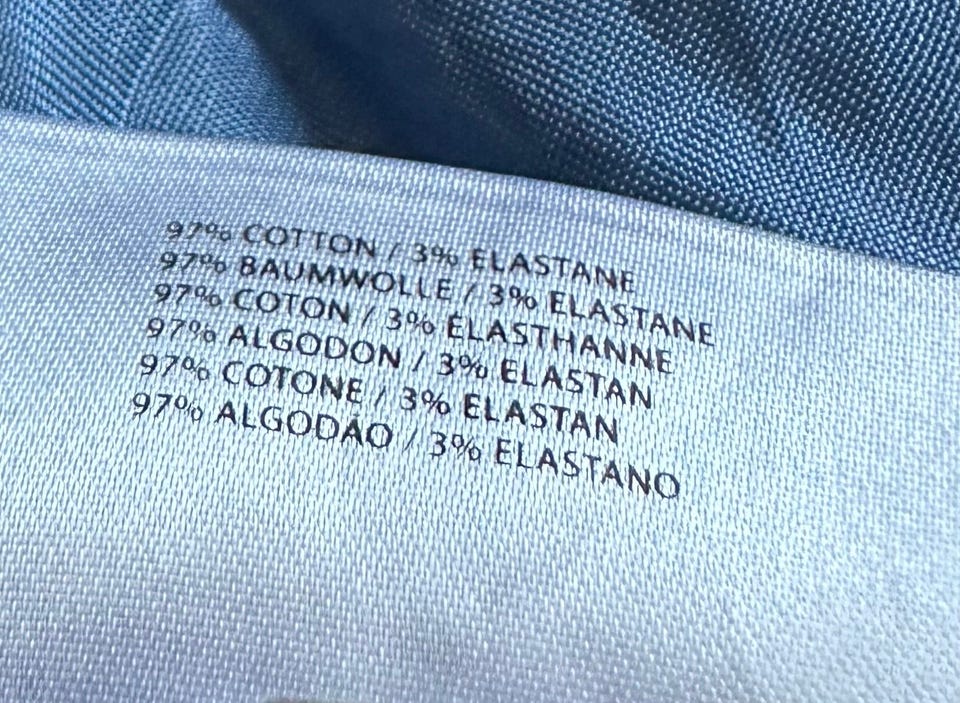 97% COTTON / 3% ELASTANE
97% BAUMWOLLE / 3% ELASTANE
97% COTON / 3% ÉLASTHANNE
97% ALGODON / 3% ELASTAN
97% COTONE / 3% ELASTAN
97% ALGODÃO / 3% ELASTANO